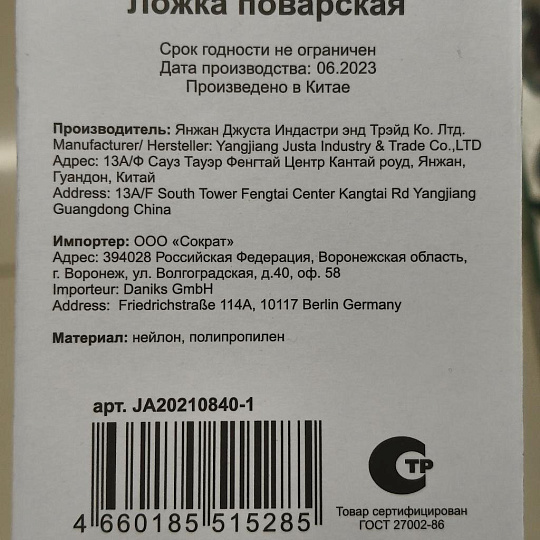 Ложка поварская
Срок годности не ограничен
Дата производства: 06.2023
Произведено в Китае
Производитель: Янжан Джуста Индастри энд Трэйд Ко. Лтд.
Manufacturer/ Hersteller: Yangjiang Justa Industry & Trade Co.,LTD
Адрес: 13А/Ф Сауз Тауэр Фенгтай Центр Кантай роуд, Янжан,
Гуандон, Китай
Address: 13A/F South Tower Fengtai Center Kangtai Rd Yangjiang
Guangdong China
Импортер: ООО «Сократ»
Адрес: 394028 Российская Федерация, Воронежская область,
г. Воронеж, ул. Волгоградская, д.40, оф. 58
Importeur: Daniks GmbH
Address: Friedrichstraße 114A, 10117 Berlin Germany
Материал: нейлон, полипропилен
арт. JA20210840-1
4 660185 515285
СТР
Товар сертифицирован
ГОСТ 27002-86